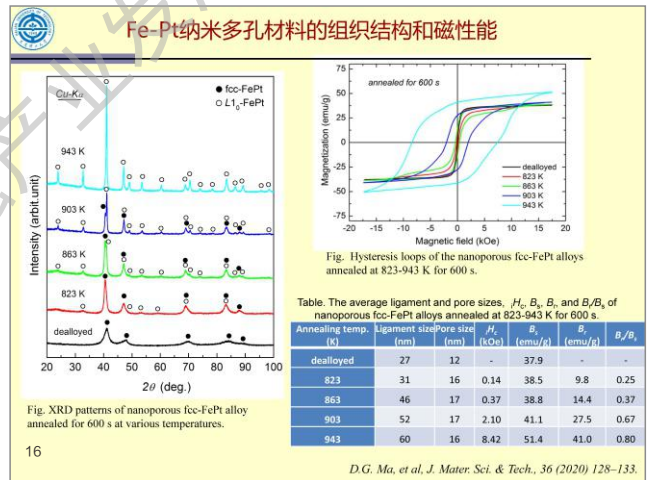 Fe-Pt纳米多孔材料的组织结构和磁性能
Cu-Kα
● fcc-FePt
○ L1₀-FePt
943 K
903 K
863 K
823 K
dealloyed
Intensity (arbit.unit)
20 30 40 50 60 70 80 90 100
2θ (deg.)
Fig. XRD patterns of nanoporous fcc-FePt alloy
annealed for 600 s at various temperatures.
annealed for 600 s
Magnetization (emu/g)
75
50
25
0
-25
-50
-75
dealloyed
823 K
863 K
903 K
943 K
-20 -15 -10 -5 0 5 10 15 20
Magnetic field (kOe)
Fig. Hysteresis loops of the nanoporous fcc-FePt alloys
annealed at 823-943 K for 600 s.
Table. The average ligament and pore sizes, ᵢHc, Bs, Br, and Br/Bs of
nanoporous fcc-FePt alloys annealed at 823-943 K for 600 s.
Annealing temp. (K) Ligament size (nm) Pore size (nm) ᵢHc (kOe) Bs (emu/g) Br (emu/g) Br/Bs
dealloyed 27 12 - 37.9 - -
823 31 16 0.14 38.5 9.8 0.25
863 46 17 0.37 38.8 14.4 0.37
903 52 17 2.10 41.1 27.5 0.67
943 60 16 8.42 51.4 41.0 0.80
16
D.G. Ma, et al, J. Mater. Sci. & Tech., 36 (2020) 128–133.
产业发